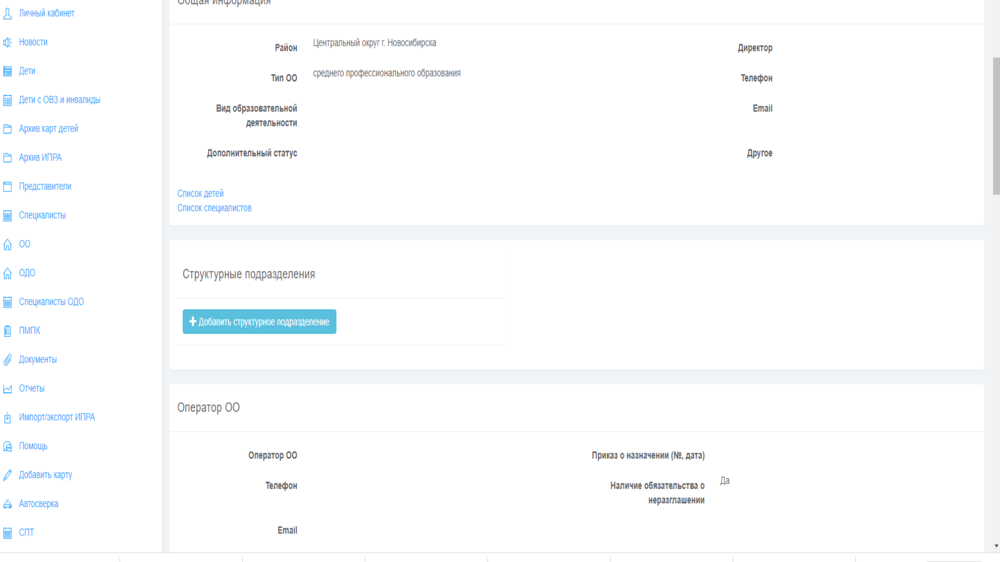 Личный кабинет
Новости
Дети
Дети с ОВЗ и инвалиды
Архив карт детей
Архив ИПРА
Представители
Специалисты
ОО
ОДО
Специалисты ОДО
ПМПК
Документы
Отчеты
Импорт/экспорт ИПРА
Помощь
Добавить карту
Автосверка
СПТ
Общая информация
Район
Центральный округ г. Новосибирска
Тип ОО
среднего профессионального образования
Вид образовательной
деятельности
Дополнительный статус
Директор
Телефон
Email
Другое
Список детей
Список специалистов
Структурные подразделения
+ Добавить структурное подразделение
Оператор ОО
Оператор ОО
Телефон
Email
Приказ о назначении (№, дата)
Наличие обязательства о
неразглашении
Да